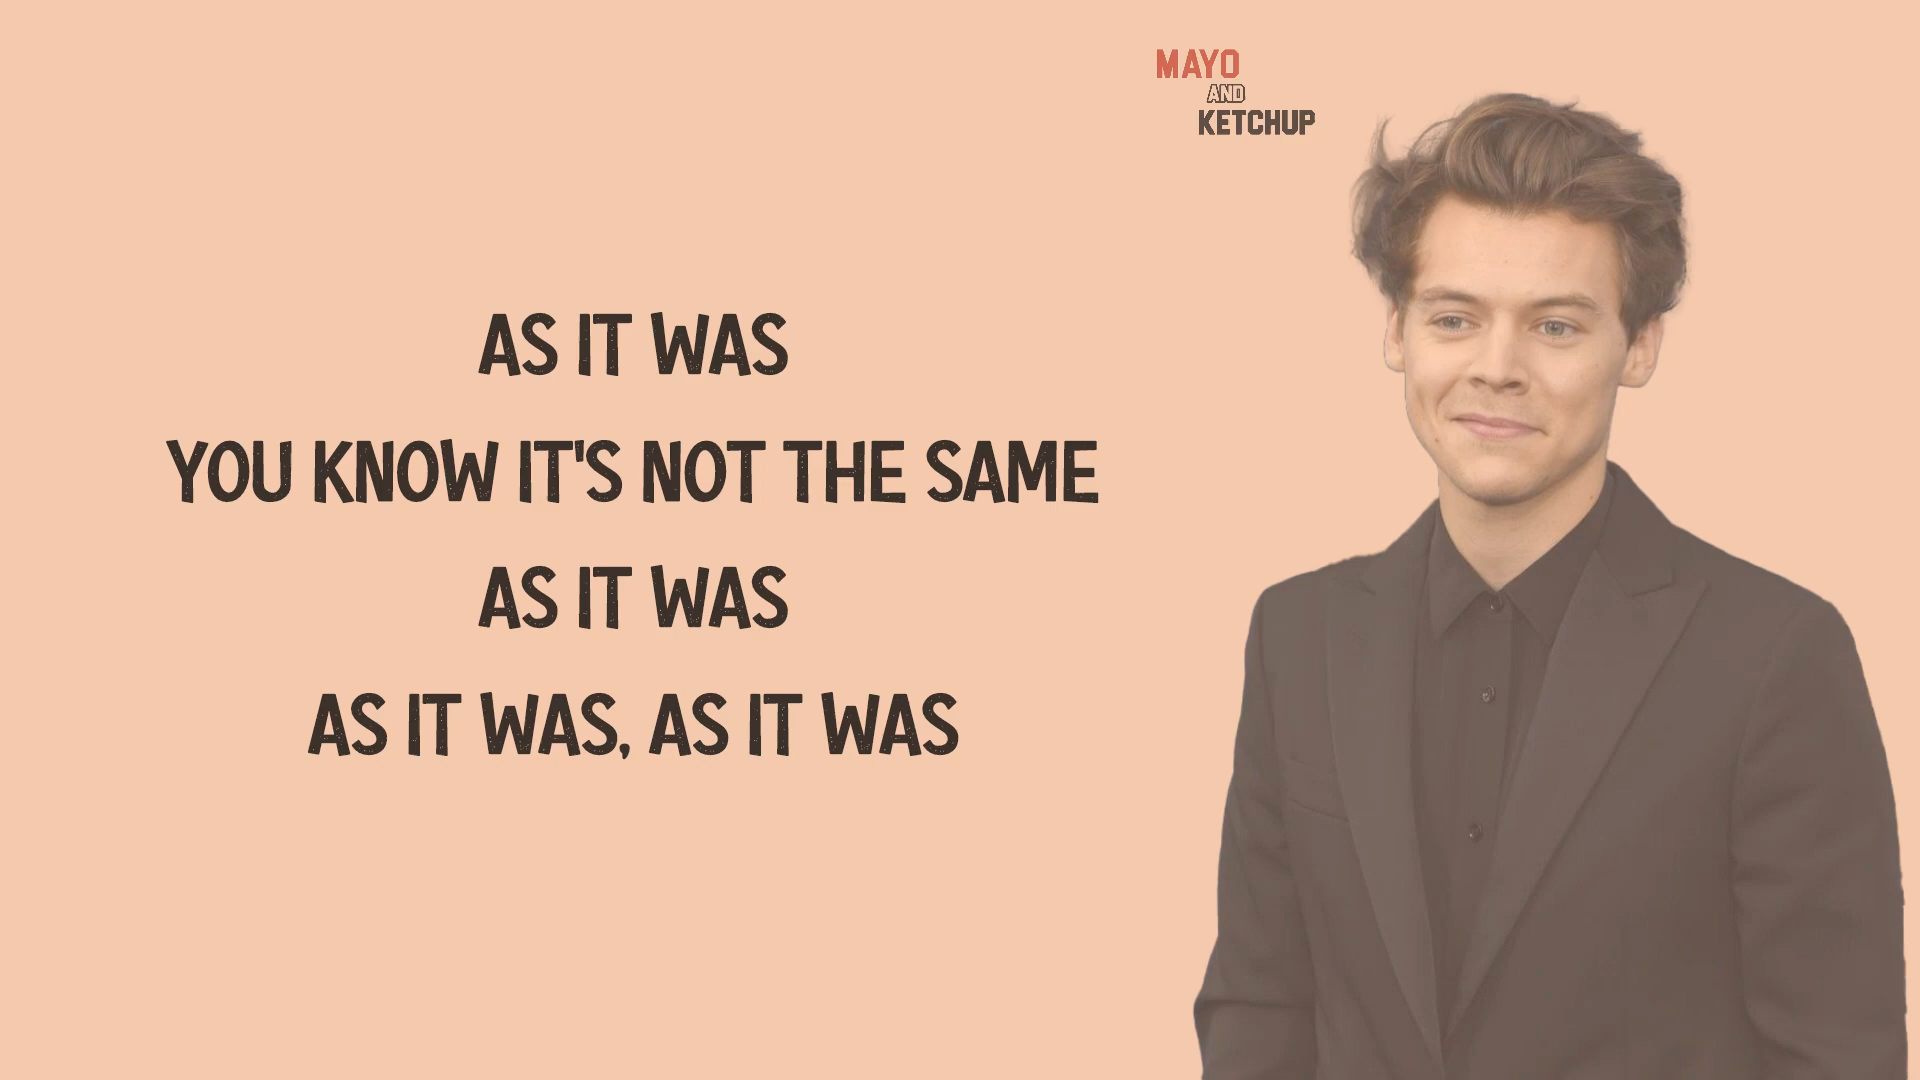 MAYO
AND
KETCHUP
AS IT WAS
YOU KNOW IT'S NOT THE SAME
AS IT WAS
AS IT WAS, AS IT WAS